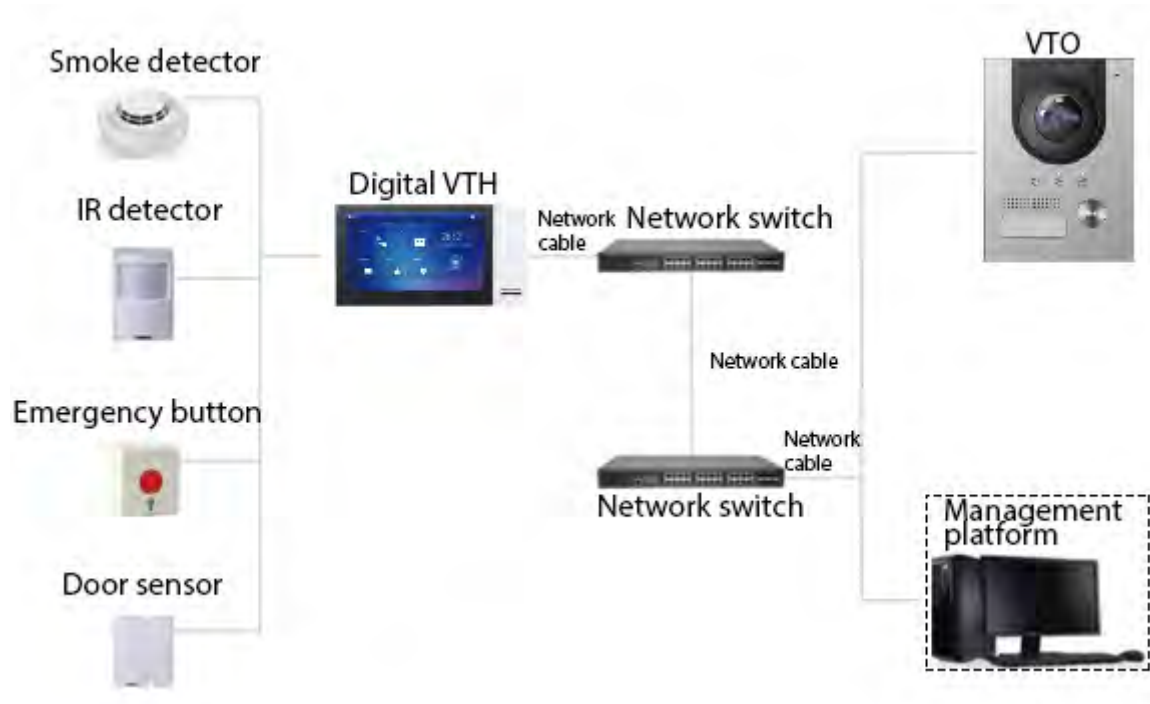 Smoke detector
IR detector
Emergency button
Door sensor
Digital VTH
Network
cable
Network switch
Network cable
Network
cable
Network switch
VTO
Management
platform